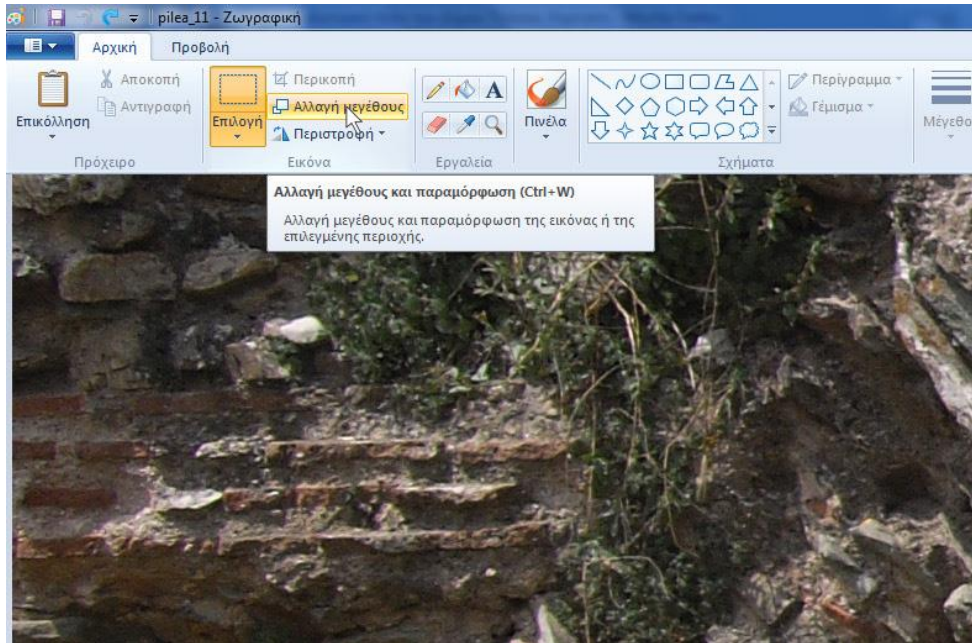 pilea_11 - Ζωγραφική
Αρχική Προβολή
Επικόλληση
Αποκοπή
Αντιγραφή
Πρόχειρο
Επιλογή
Περικοπή
Αλλαγή μεγέθους
Περιστροφή
Εικόνα
A
Εργαλεία
Πινέλα
Σχήματα
Περίγραμμα
Γέμισμα
Μέγεθο
Αλλαγή μεγέθους και παραμόρφωση (Ctrl+W)
Αλλαγή μεγέθους και παραμόρφωση της εικόνας ή της
επιλεγμένης περιοχής.